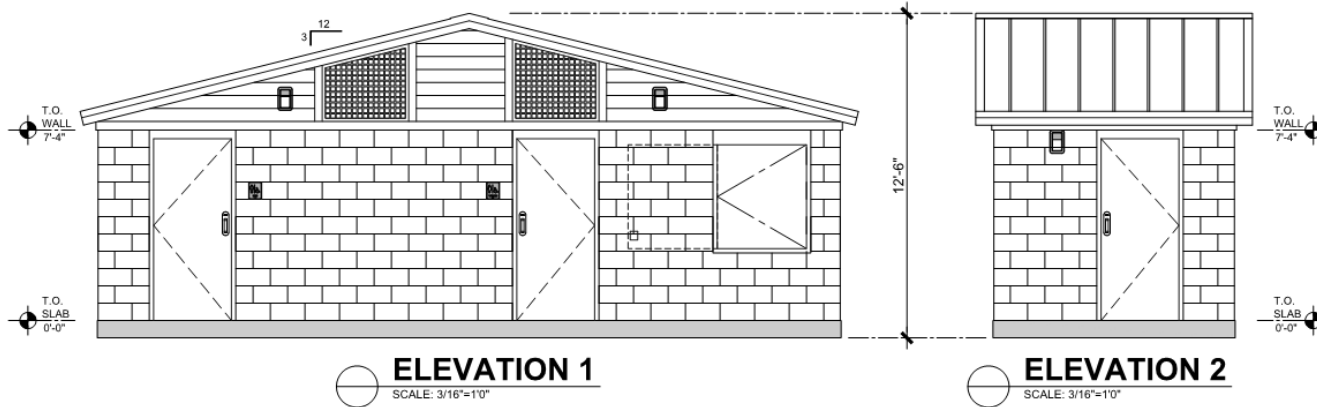 12
3
T.O.
WALL
7'-4"
T.O.
WALL
7'-4"
12'-6"
T.O.
SLAB
0'-0"
T.O.
SLAB
0'-0"
ELEVATION 1
SCALE: 3/16"=1'0"
ELEVATION 2
SCALE: 3/16"=1'0"